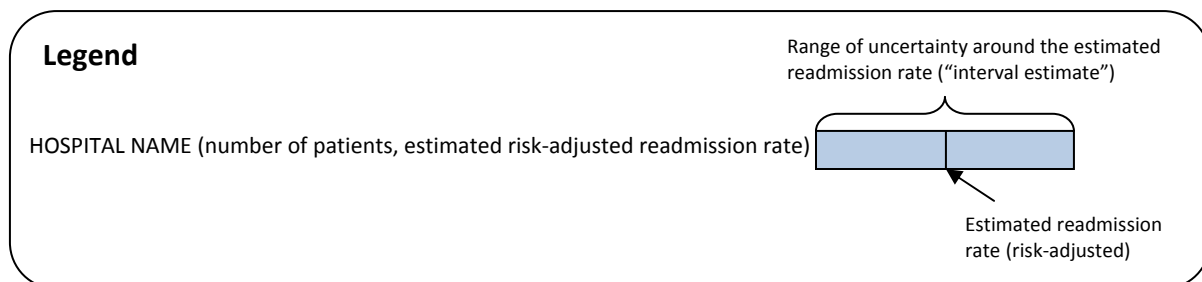 Legend
Range of uncertainty around the estimated
readmission rate (“interval estimate”)
HOSPITAL NAME (number of patients, estimated risk-adjusted readmission rate)
Estimated readmission
rate (risk-adjusted)